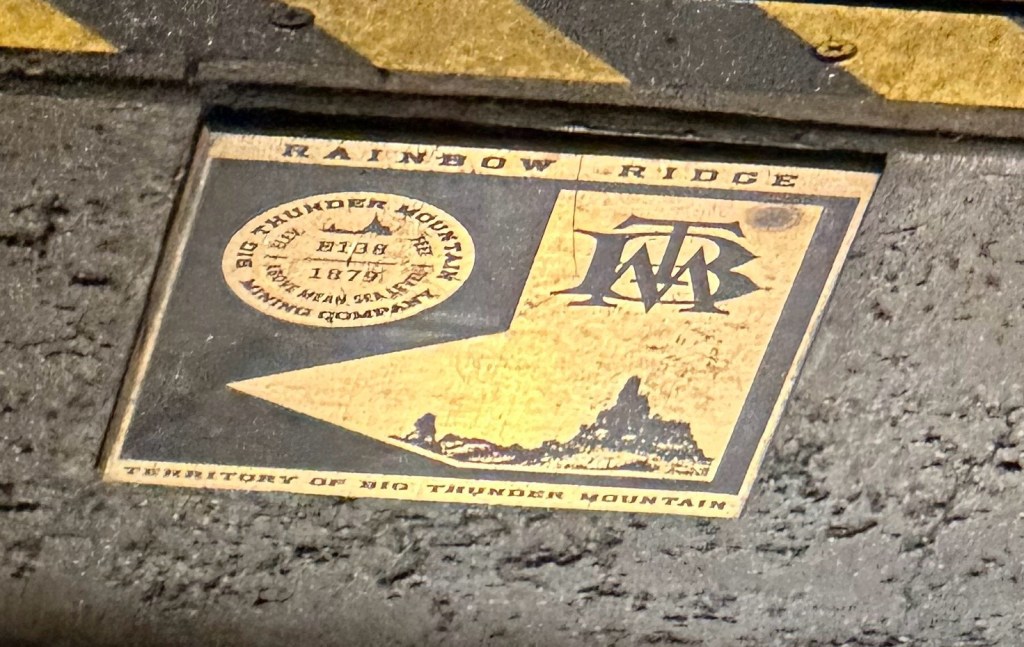 RAINBOW RIDGE
BIG THUNDER MOUNTAIN
ELEV. 8138 FEET
1879
ABOVE MEAN SEA LEVEL
MINING COMPANY
BTM
TERRITORY OF BIG THUNDER MOUNTAIN